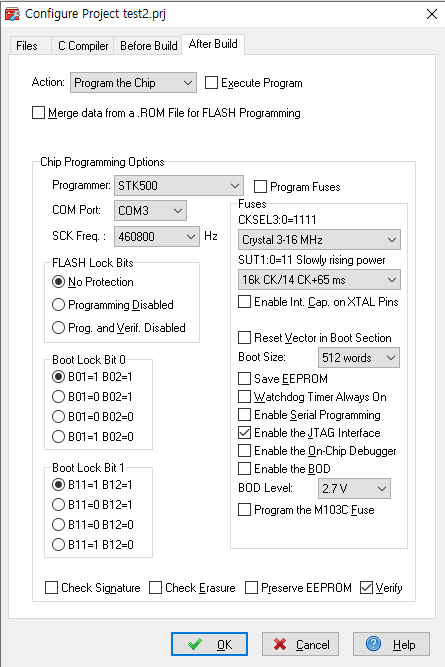 Configure Project test2.prj
Files
C Compiler
Before Build
After Build
Action: Program the Chip
Execute Program
Merge data from a .ROM File for FLASH Programming
Chip Programming Options
Programmer: STK500
Program Fuses
COM Port: COM3
SCK Freq. : 460800 Hz
FLASH Lock Bits
No Protection
Programming Disabled
Prog. and Verif. Disabled
Boot Lock Bit 0
B01=1 B02=1
B01=0 B02=1
B01=0 B02=0
B01=1 B02=0
Boot Lock Bit 1
B11=1 B12=1
B11=0 B12=1
B11=0 B12=0
B11=1 B12=0
Fuses
CKSEL3:0=1111
Crystal 3-16 MHz
SUT1:0=11 Slowly rising power
16k CK/14 CK+65 ms
Enable Int. Cap. on XTAL Pins
Reset Vector in Boot Section
Boot Size: 512 words
Save EEPROM
Watchdog Timer Always On
Enable Serial Programming
Enable the JTAG Interface
Enable the On-Chip Debugger
Enable the BOD
BOD Level: 2.7 V
Program the M103C Fuse
Check Signature
Check Erasure
Preserve EEPROM
Verify
OK
Cancel
Help